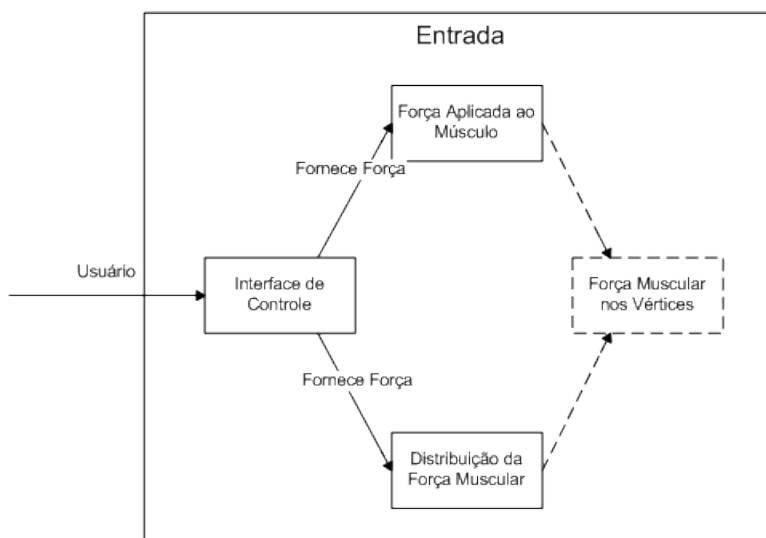 Entrada
Força Aplicada ao
Músculo
Fornece Força
Usuário
Interface de
Controle
Força Muscular
nos Vértices
Fornece Força
Distribuição da
Força Muscular